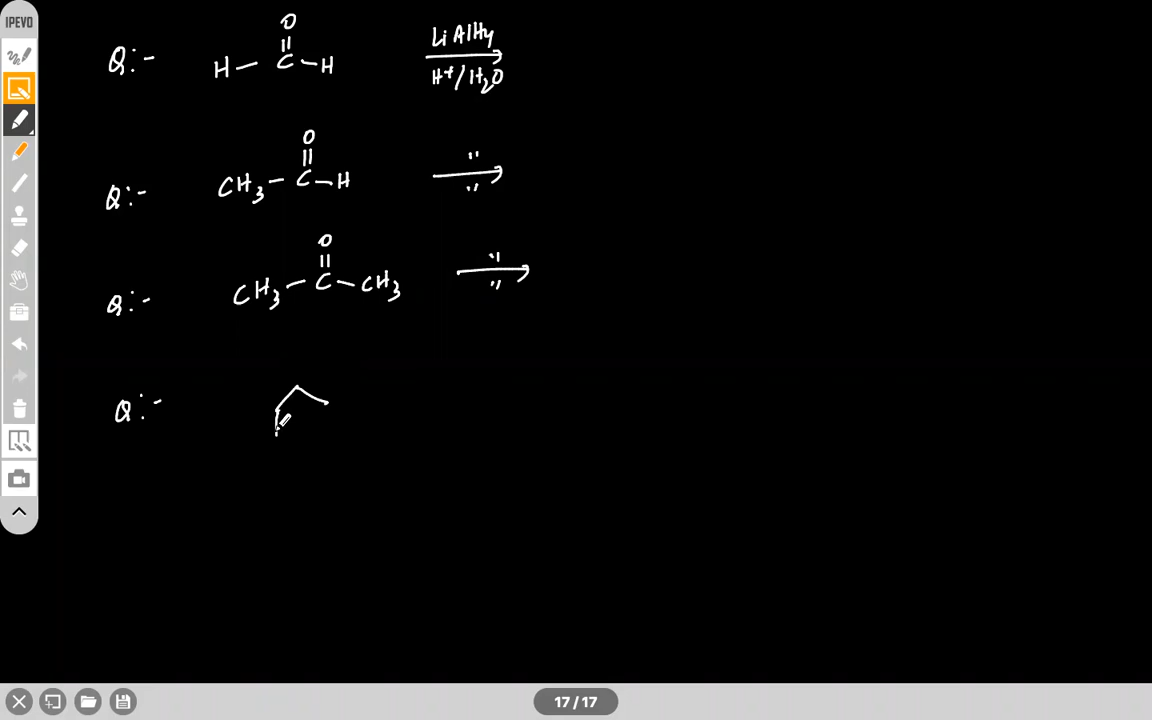 IPEVO
O
Q:- H - C - H LiAlH4
H+/H2O
O
Q:- CH3 - C - H "
"
O
Q:- CH3 - C - CH3 "
"
Q:-
17/17